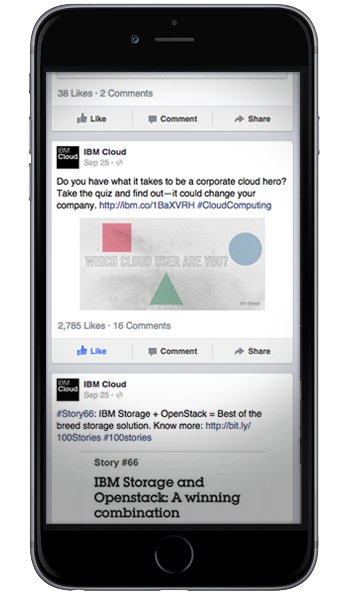 38 Likes · 2 Comments
Like Comment Share
IBM
Cloud
IBM Cloud
Sep 25 ·
Do you have what it takes to be a corporate cloud hero?
Take the quiz and find out—it could change your
company. http://ibm.co/1BaXVRH #CloudComputing
WHICH CLOUD USER ARE YOU?
IBM Cloud
2,785 Likes · 16 Comments
Like Comment Share
IBM
Cloud
IBM Cloud
Sep 25 ·
#Story66: IBM Storage + OpenStack = Best of the
breed storage solution. Know more: http://bit.ly/
100Stories #100stories
Story #66
IBM Storage and
Openstack: A winning
combination